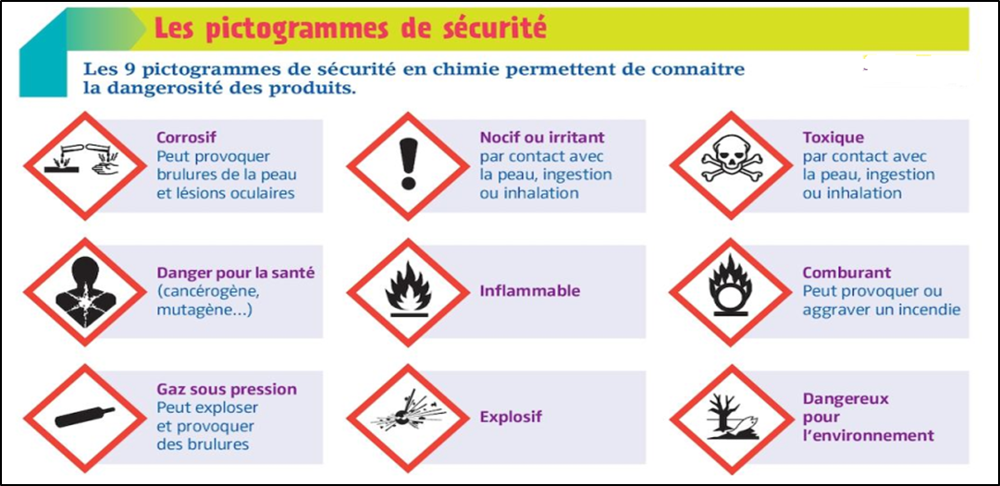 Les pictogrammes de sécurité
Les 9 pictogrammes de sécurité en chimie permettent de connaitre
la dangerosité des produits.
Corrosif
Peut provoquer
brulures de la peau
et lésions oculaires
Nocif ou irritant
par contact avec
la peau, ingestion
ou inhalation
Toxique
par contact avec
la peau, ingestion
ou inhalation
Danger pour la santé
(cancérogène,
mutagène...)
Inflammable
Comburant
Peut provoquer ou
aggraver un incendie
Gaz sous pression
Peut exploser
et provoquer
des brulures
Explosif
Dangereux
pour
l'environnement